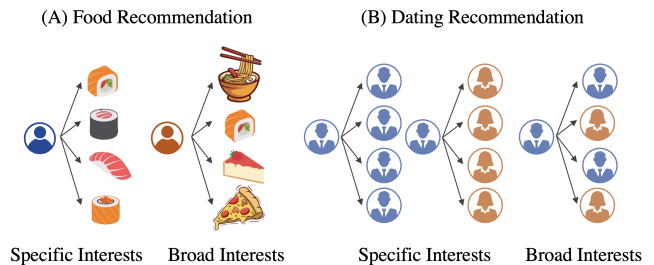 (A) Food Recommendation
(B) Dating Recommendation
Specific Interests
Broad Interests
Specific Interests
Broad Interests